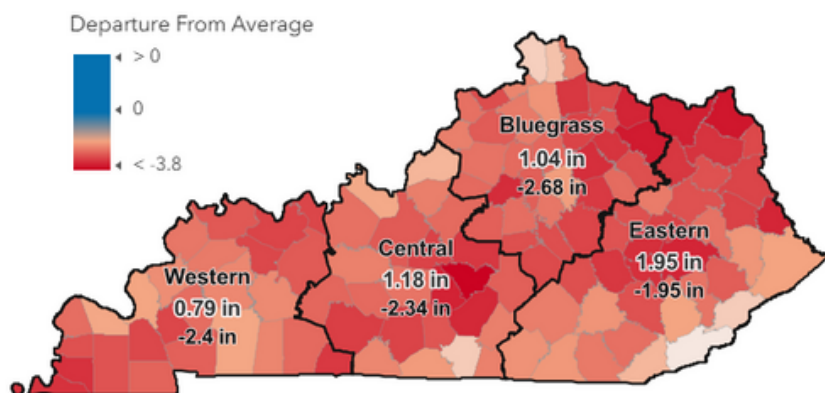 Departure From Average
> 0
0
< -3.8
Bluegrass
1.04 in
-2.68 in
Eastern
1.95 in
-1.95 in
Central
1.18 in
-2.34 in
Western
0.79 in
-2.4 in